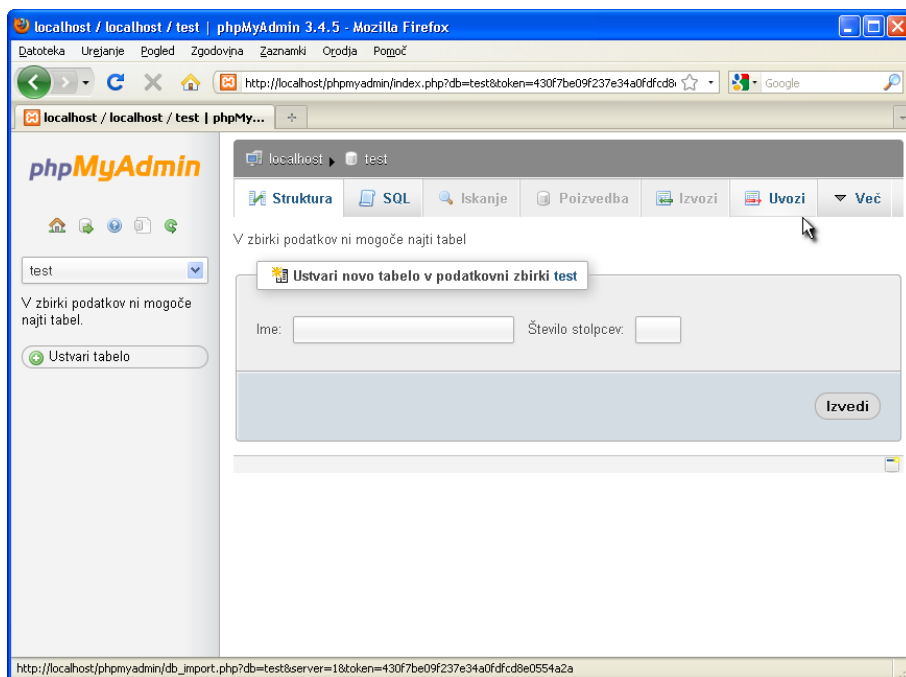 localhost / localhost / test | phpMyAdmin 3.4.5 - Mozilla Firefox
Datoteka Urejanje Pogled Zgodovina Zaznamki Orodja Pomoč
http://localhost/phpmyadmin/index.php?db=test&token=430f7be09f237e34a0fdfcd8 Google
localhost / localhost / test | phpMy...
phpMyAdmin
localhost test
Struktura SQL Iskanje Poizvedba Izvozi Uvozi Več
V zbirki podatkov ni mogoče najti tabel
test
Ustvari novo tabelo v podatkovni zbirki test
V zbirki podatkov ni mogoče
najti tabel.
Ime: Število stolpcev:
Ustvari tabelo
Izvedi
http://localhost/phpmyadmin/db_import.php?db=test&server=1&token=430f7be09f237e34a0fdfcd8e0554a2a